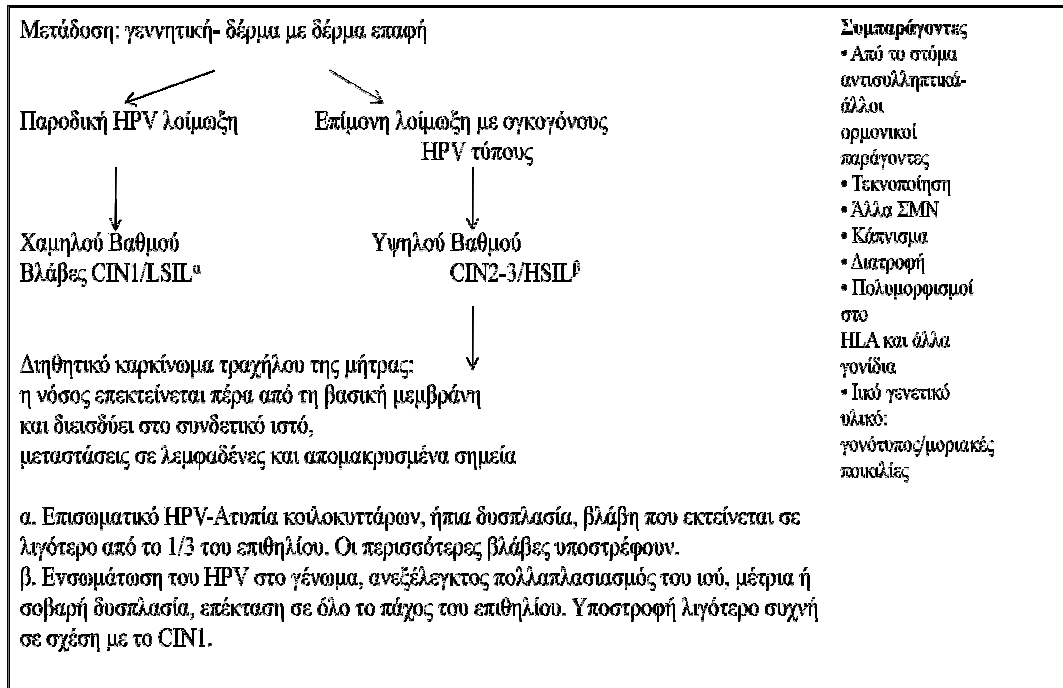 Μετάδοση: γεννητική- δέρμα με δέρμα επαφή
Παροδική HPV λοίμωξη
Επίμονη λοίμωξη με ογκογόνους
HPV τύπους
Χαμηλού Βαθμού
Βλάβες CIN1/LSILα
Υψηλού Βαθμού
CIN2-3/HSILβ
Διηθητικό καρκίνωμα τραχήλου της μήτρας:
η νόσος επεκτείνεται πέρα από τη βασική μεμβράνη
και διεισδύει στο συνδετικό ιστό,
μεταστάσεις σε λεμφαδένες και απομακρυσμένα σημεία
α. Επισωματικό HPV-Ατυπία κοιλοκυττάρων, ήπια δυσπλασία, βλάβη που εκτείνεται σε
λιγότερο από το 1/3 του επιθηλίου. Οι περισσότερες βλάβες υποστρέφουν.
β. Ενσωμάτωση του HPV στο γένωμα, ανεξέλεγκτος πολλαπλασιασμός του ιού, μέτρια ή
σοβαρή δυσπλασία, επέκταση σε όλο το πάχος του επιθηλίου. Υποστροφή λιγότερο συχνή
σε σχέση με το CIN1.
Συμπαράγοντες
• Από το στόμα
αντισυλληπτικά-
άλλοι
ορμονικοί
παράγοντες
• Τεκνοποίηση
• Άλλα ΣΜΝ
• Κάπνισμα
• Διατροφή
• Πολυμορφισμοί
στο
HLA και άλλα
γονίδια
• Ιικό γενετικό
υλικό:
γονότυπος/μοριακές
ποικιλίες